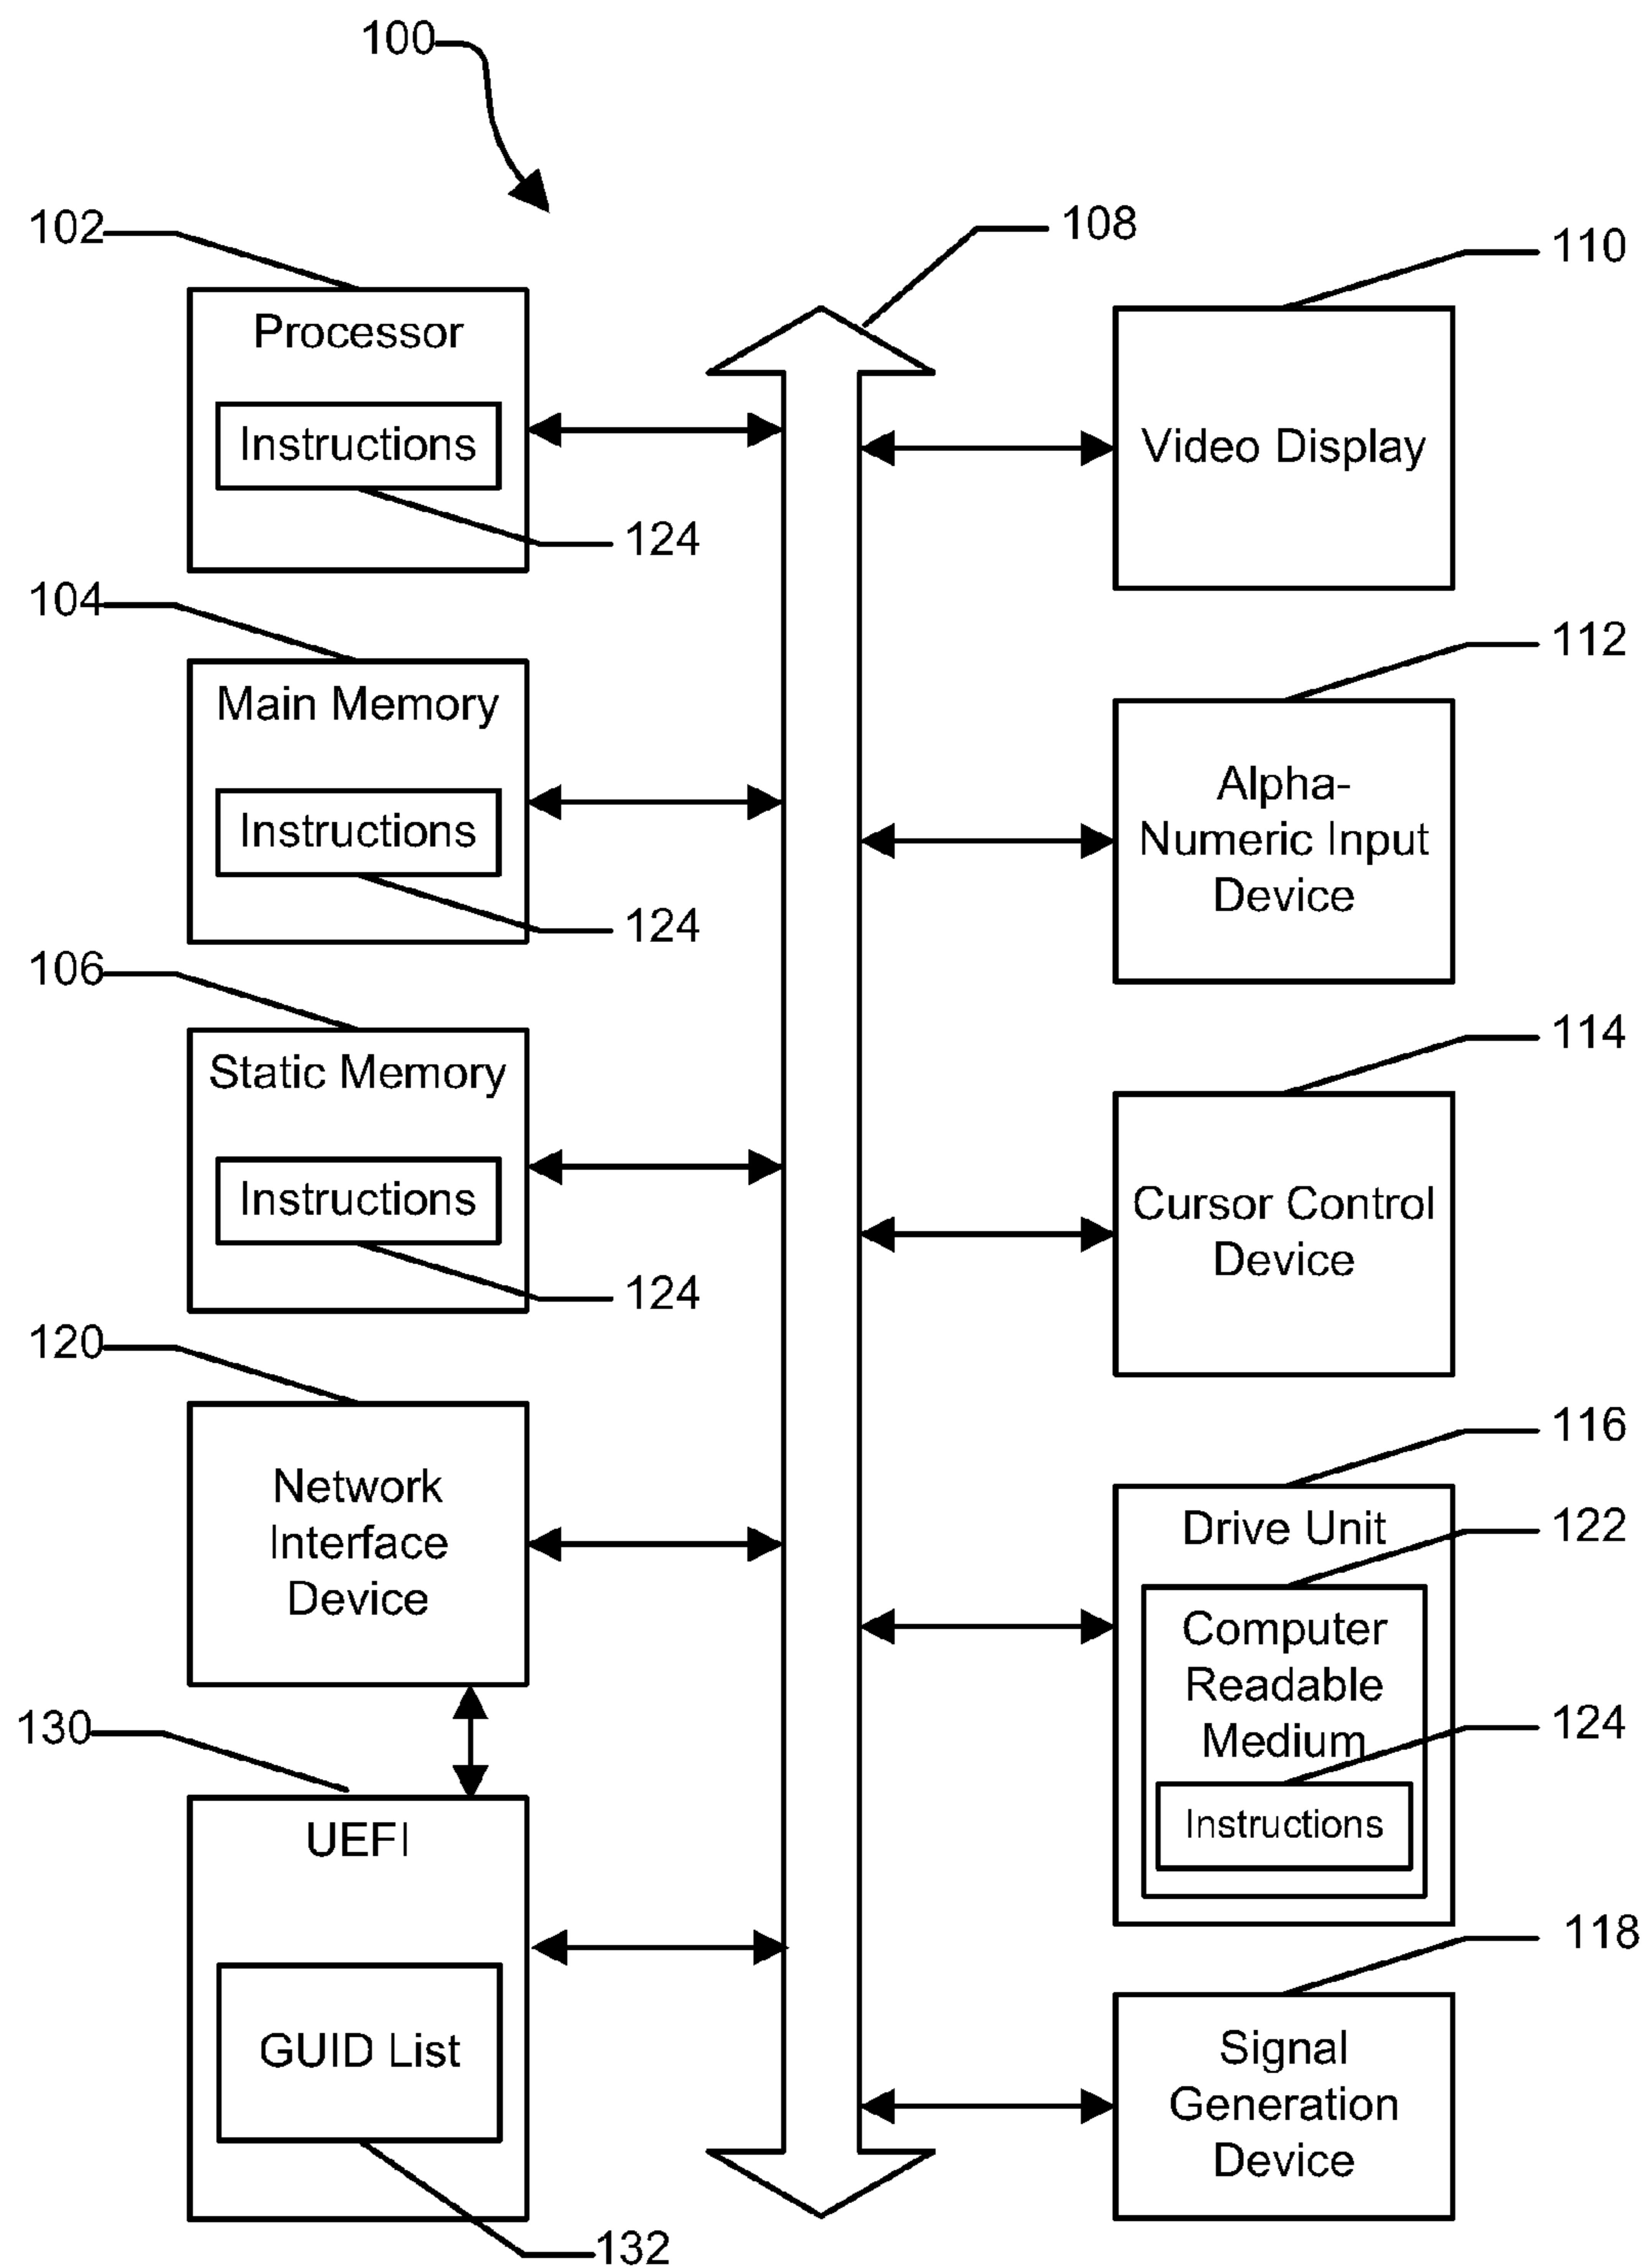 100
102
108
110
Processor
Instructions
Video Display
124
104
112
Main Memory
Alpha-
Instructions
Numeric Input
Device
124
106
114
Static Memory
Instructions
Cursor Control
Device
124
120
116
Network
Interface
Device
Drive Unit
122
Computer
Readable
Medium
124
Instructions
130
UEFI
118
GUID List
Signal
Generation
Device
132